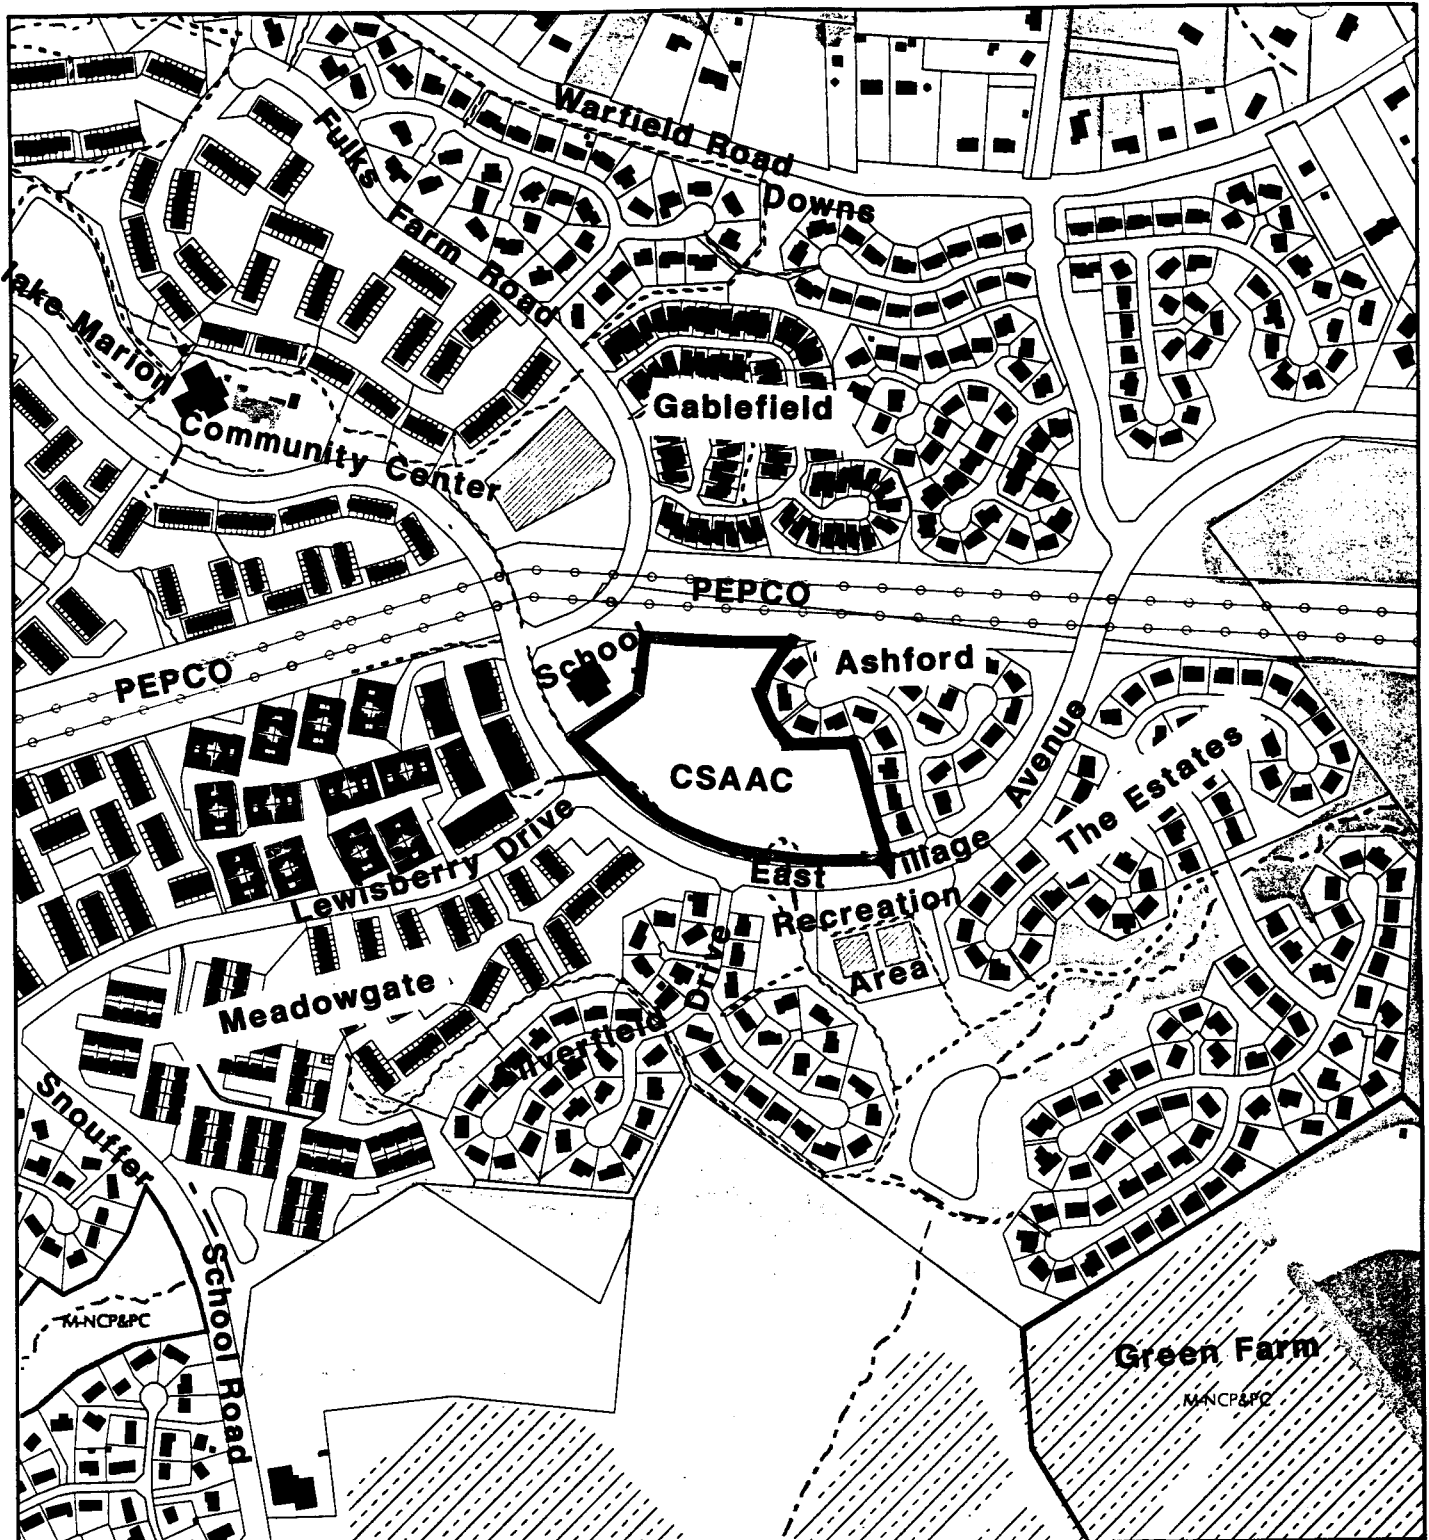 Warfield Road
Fulks
Farm Road
Downs
Lake Marion
Community Center
Gablefield
PEPCO
School
PEPCO
Ashford
CSAAC
Avenue
The Estates
Lewisberry Drive
East
Village
Recreation
Area
Drive
Meadowgate
Snouffer
School Road
M-NCP&PC
Green Farm
M-NCP&PC